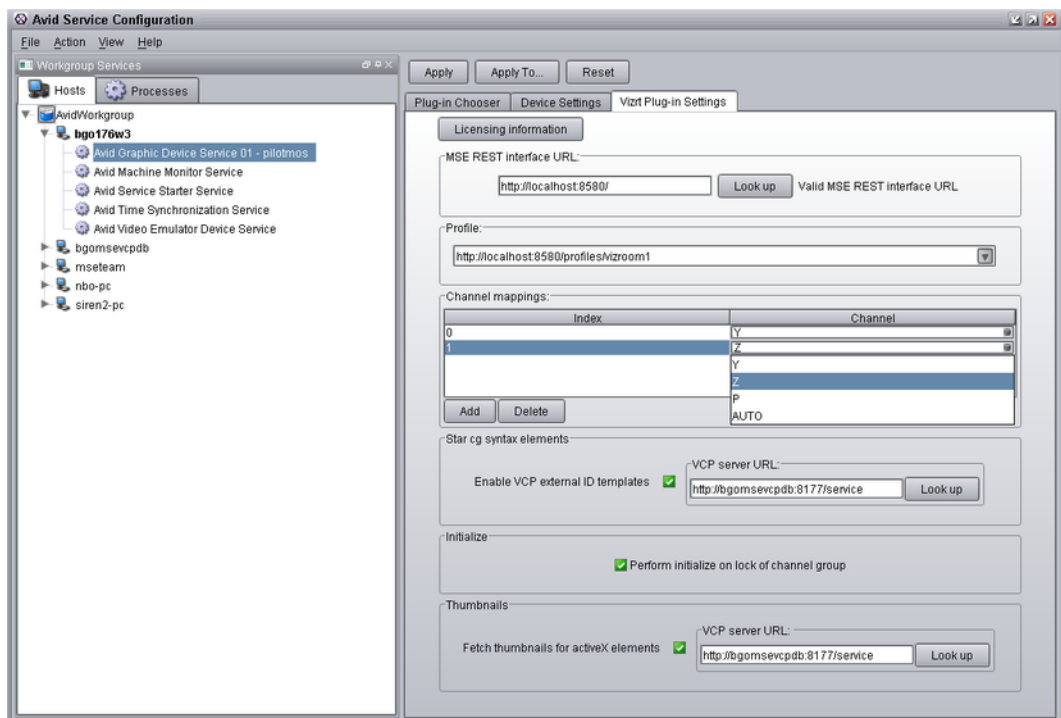 Avid Service Configuration
File Action View Help
Workgroup Services
Hosts Processes
AvidWorkgroup
bgo176w3
Avid Graphic Device Service 01 - pilotmos
Avid Machine Monitor Service
Avid Service Starter Service
Avid Time Synchronization Service
Avid Video Emulator Device Service
bgomsevcpdb
mseteam
nbo-pc
siren2-pc
Apply Apply To... Reset
Plug-in Chooser Device Settings Vizrt Plug-in Settings
Licensing information
MSE REST interface URL:
http://localhost:8580/ Look up Valid MSE REST interface URL
Profile:
http://localhost:8580/profiles/vizroom1
Channel mappings:
Index Channel
0 Y
1 Z
Y
Z
P
AUTO
Add Delete
Star cg syntax elements
Enable VCP external ID templates
VCP server URL:
http://bgomsevcpdb:8177/service Look up
Initialize
Perform initialize on lock of channel group
Thumbnails
Fetch thumbnails for activeX elements
VCP server URL:
http://bgomsevcpdb:8177/service Look up